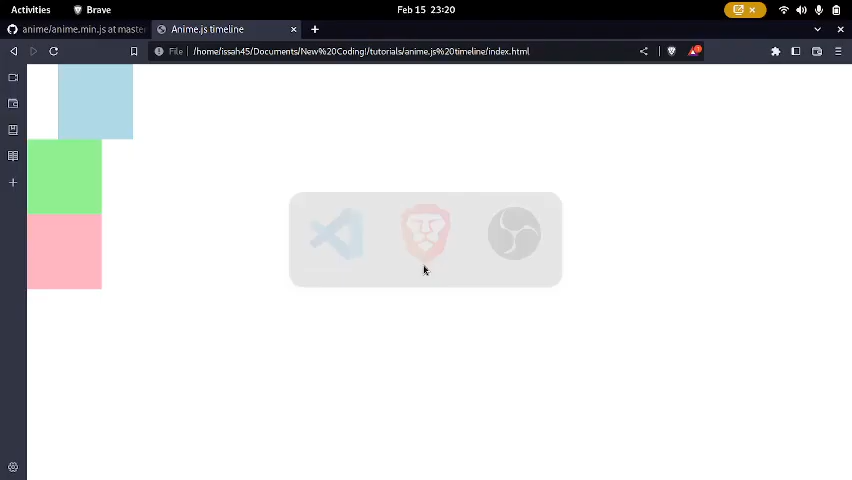 Activities Brave Feb 15 23:20
anime/anime.min.js at master Anime.js timeline
File /home/issah45/Documents/New%20Coding!/tutorials/anime.js%20timeline/index.html